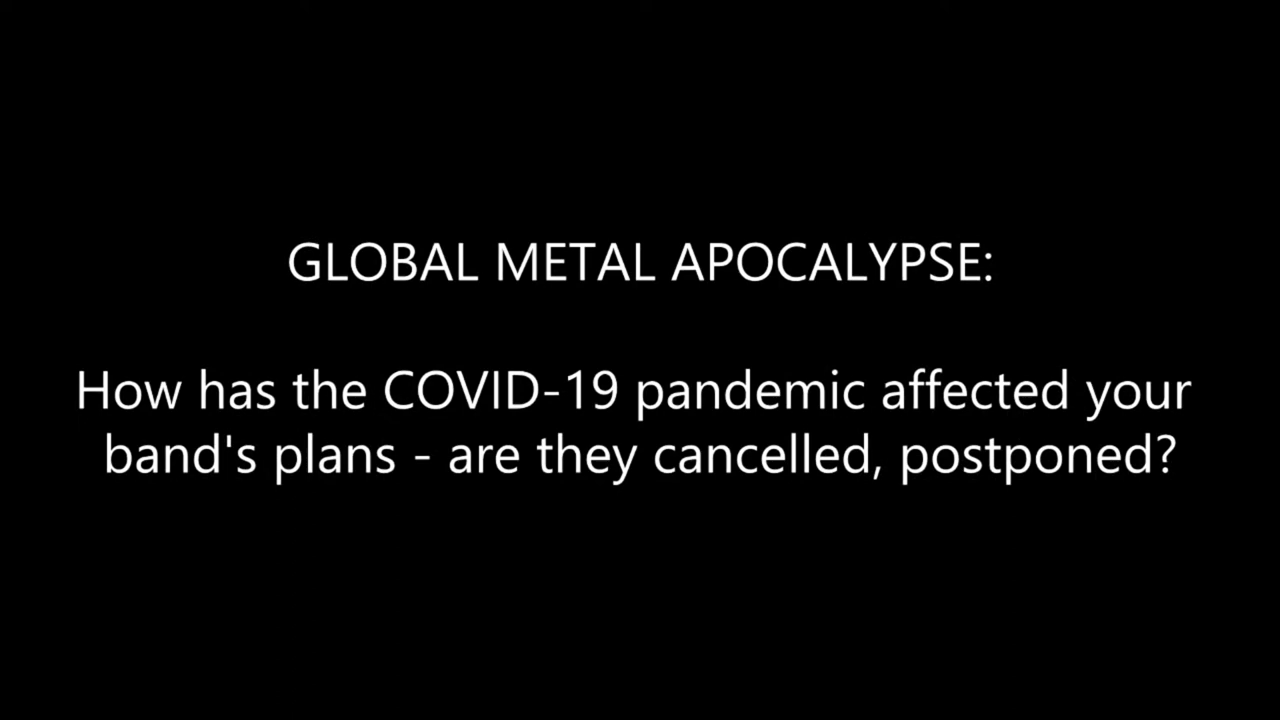 GLOBAL METAL APOCALYPSE:
How has the COVID-19 pandemic affected your
band's plans - are they cancelled, postponed?